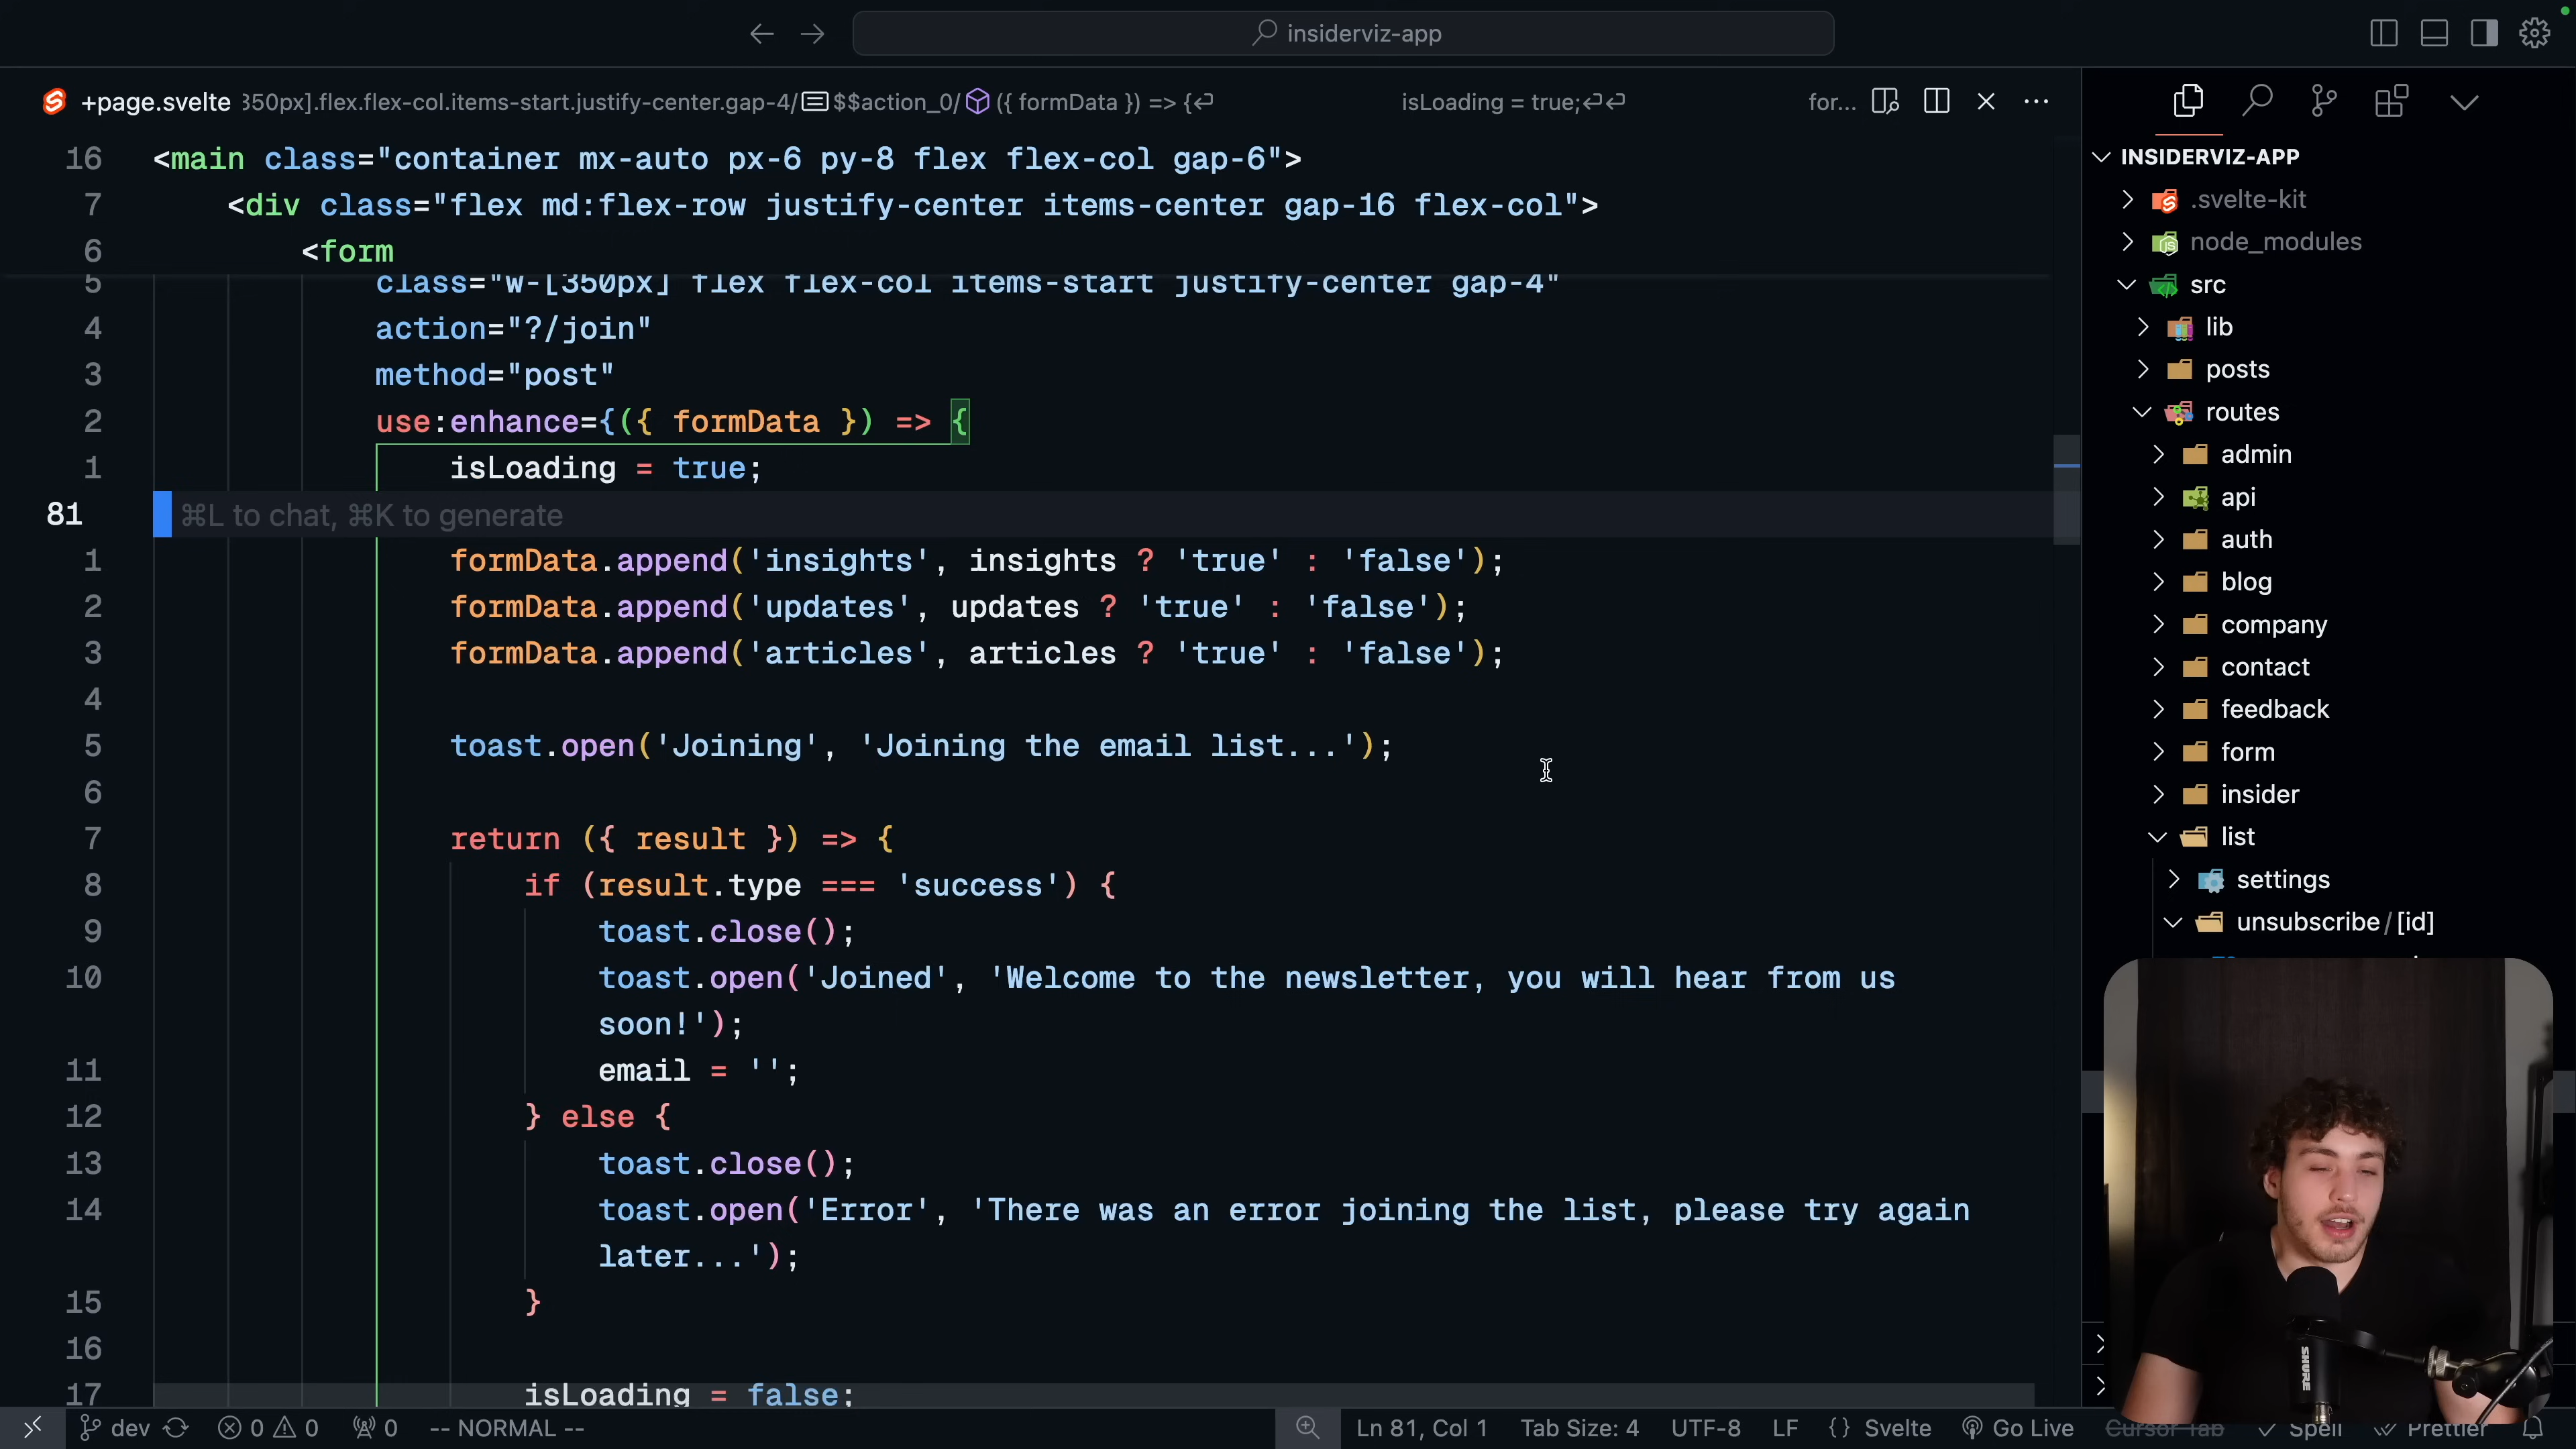 insiderviz-app
+page.svelte 350px].flex.flex-col.items-start.justify-center.gap-4/ $$action_0/ ({ formData }) => {↵ isLoading = true;↵↵ for...
16 <main class="container mx-auto px-6 py-8 flex flex-col gap-6">
7 <div class="flex md:flex-row justify-center items-center gap-16 flex-col">
6 <form
5 class="w-[350px] flex flex-col items-start justify-center gap-4"
4 action="?/join"
3 method="post"
2 use:enhance={({ formData }) => {
1 isLoading = true;
81 ⌘L to chat, ⌘K to generate
1 formData.append('insights', insights ? 'true' : 'false');
2 formData.append('updates', updates ? 'true' : 'false');
3 formData.append('articles', articles ? 'true' : 'false');
4
5 toast.open('Joining', 'Joining the email list...');
6
7 return ({ result }) => {
8 if (result.type === 'success') {
9 toast.close();
10 toast.open('Joined', 'Welcome to the newsletter, you will hear from us
soon!');
11 email = '';
12 } else {
13 toast.close();
14 toast.open('Error', 'There was an error joining the list, please try again
later...');
15 }
16
17 isLoading = false;
INSIDERVIZ-APP
.svelte-kit
node_modules
src
lib
posts
routes
admin
api
auth
blog
company
contact
feedback
form
insider
list
settings
unsubscribe/[id]
SHURE
dev 0 0 0 -- NORMAL -- Ln 81, Col 1 Tab Size: 4 UTF-8 LF {} Svelte Go Live Cursor Tab Spell Prettier